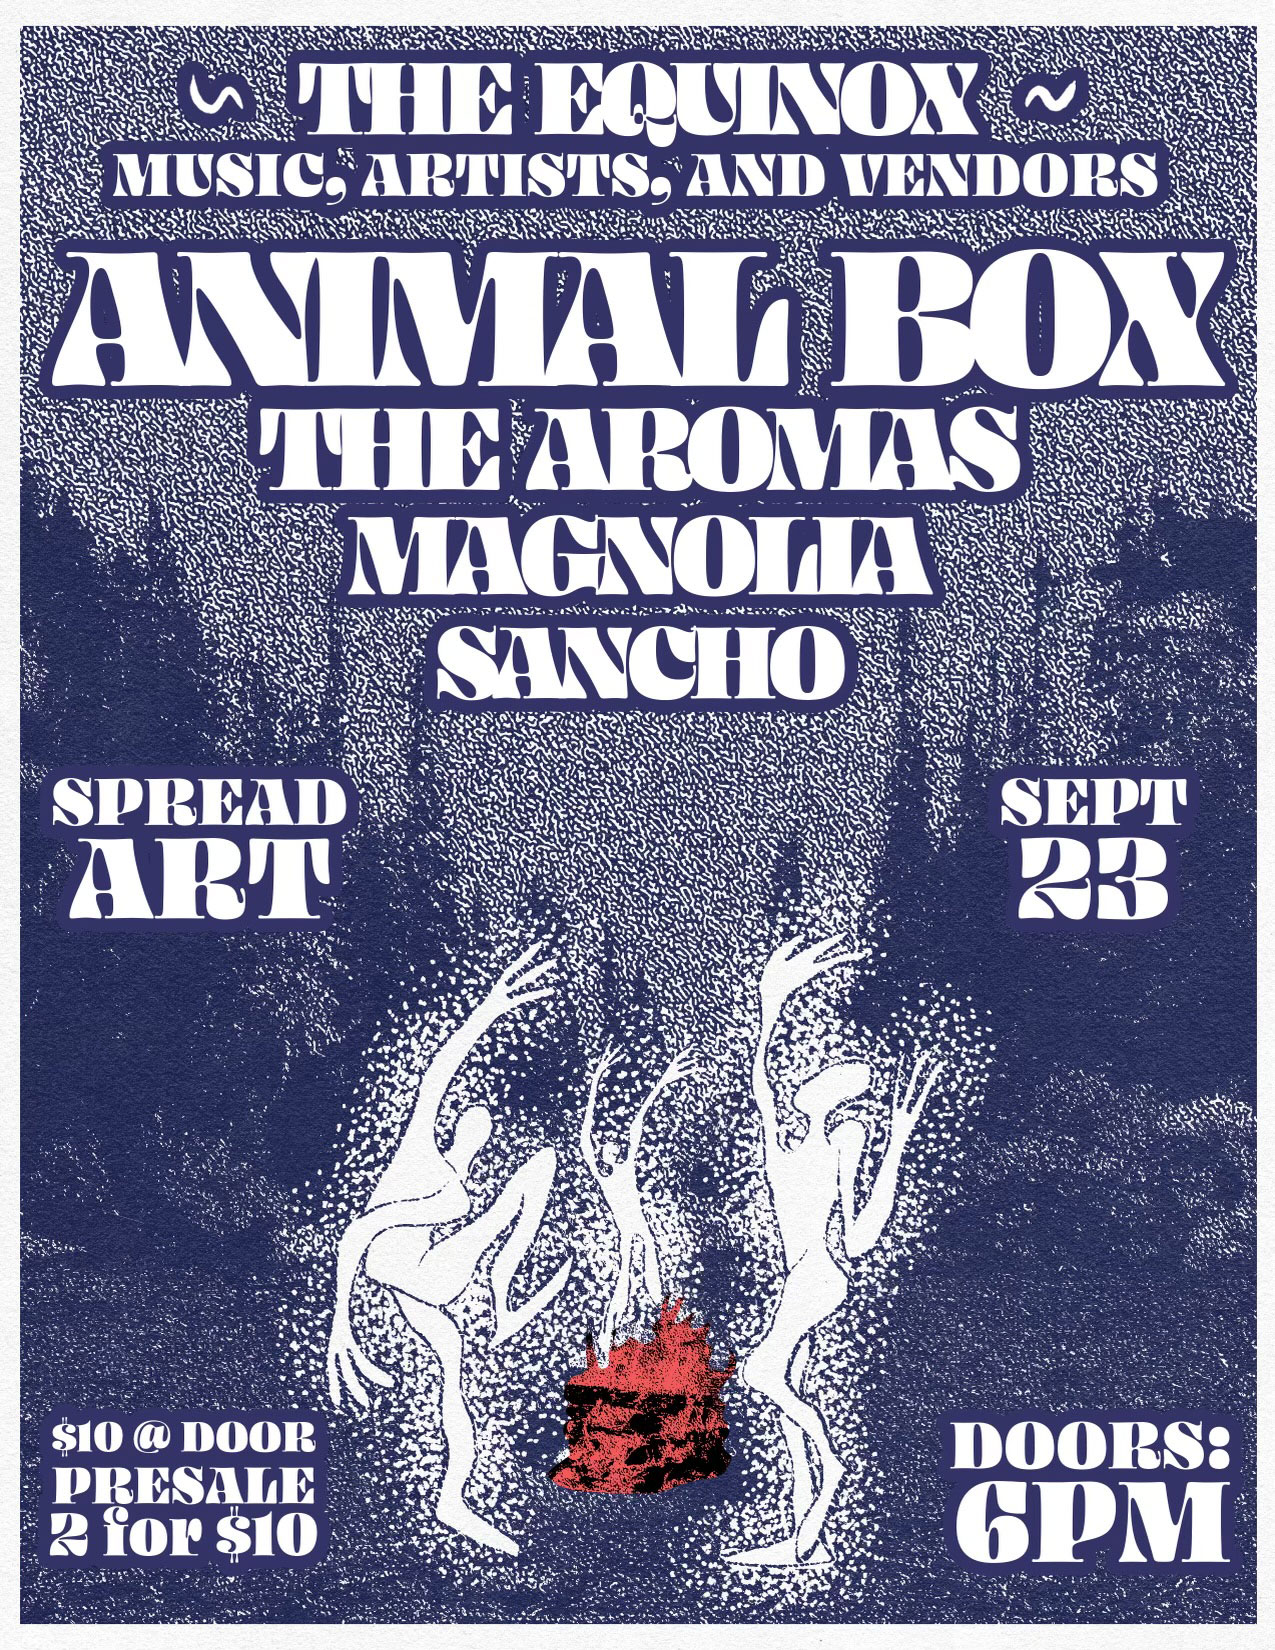 ~ THE EQUINOX ~
MUSIC, ARTISTS, AND VENDORS
ANIMAL BOX
THE AROMAS
MAGNOLIA
SANCHO
SPREAD
ART
SEPT
23
$10 @ DOOR
PRESALE
2 for $10
DOORS:
6PM